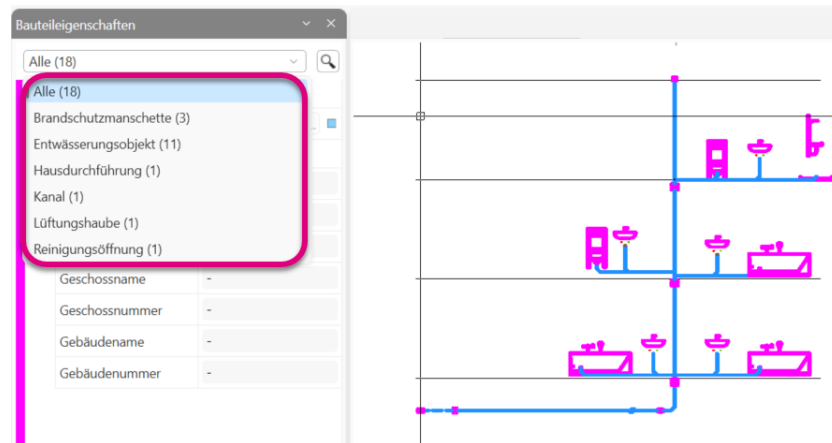 Bauteileigenschaften
Alle (18)
Alle (18)
Brandschutzmanschette (3)
Entwässerungsobjekt (11)
Hausdurchführung (1)
Kanal (1)
Lüftungshaube (1)
Reinigungsöffnung (1)
Geschossname -
Geschossnummer -
Gebäudename -
Gebäudenummer -